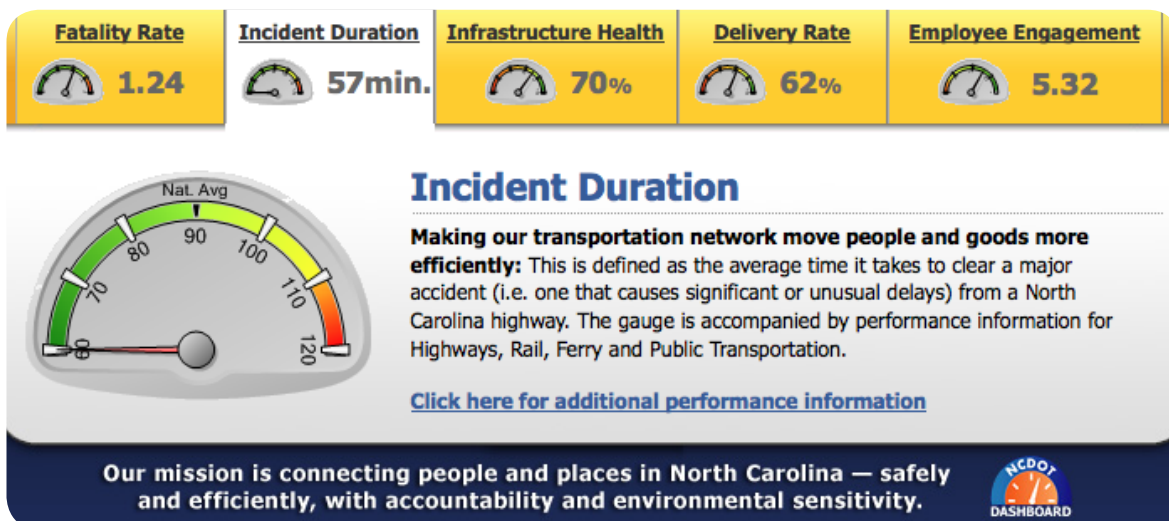 Fatality Rate
1.24
Incident Duration
57min.
Infrastructure Health
70%
Delivery Rate
62%
Employee Engagement
5.32
Nat. Avg
60
70
80
90
100
110
120
Incident Duration
Making our transportation network move people and goods more
efficiently: This is defined as the average time it takes to clear a major
accident (i.e. one that causes significant or unusual delays) from a North
Carolina highway. The gauge is accompanied by performance information for
Highways, Rail, Ferry and Public Transportation.
Click here for additional performance information
Our mission is connecting people and places in North Carolina — safely
and efficiently, with accountability and environmental sensitivity.
NCDOT
DASHBOARD